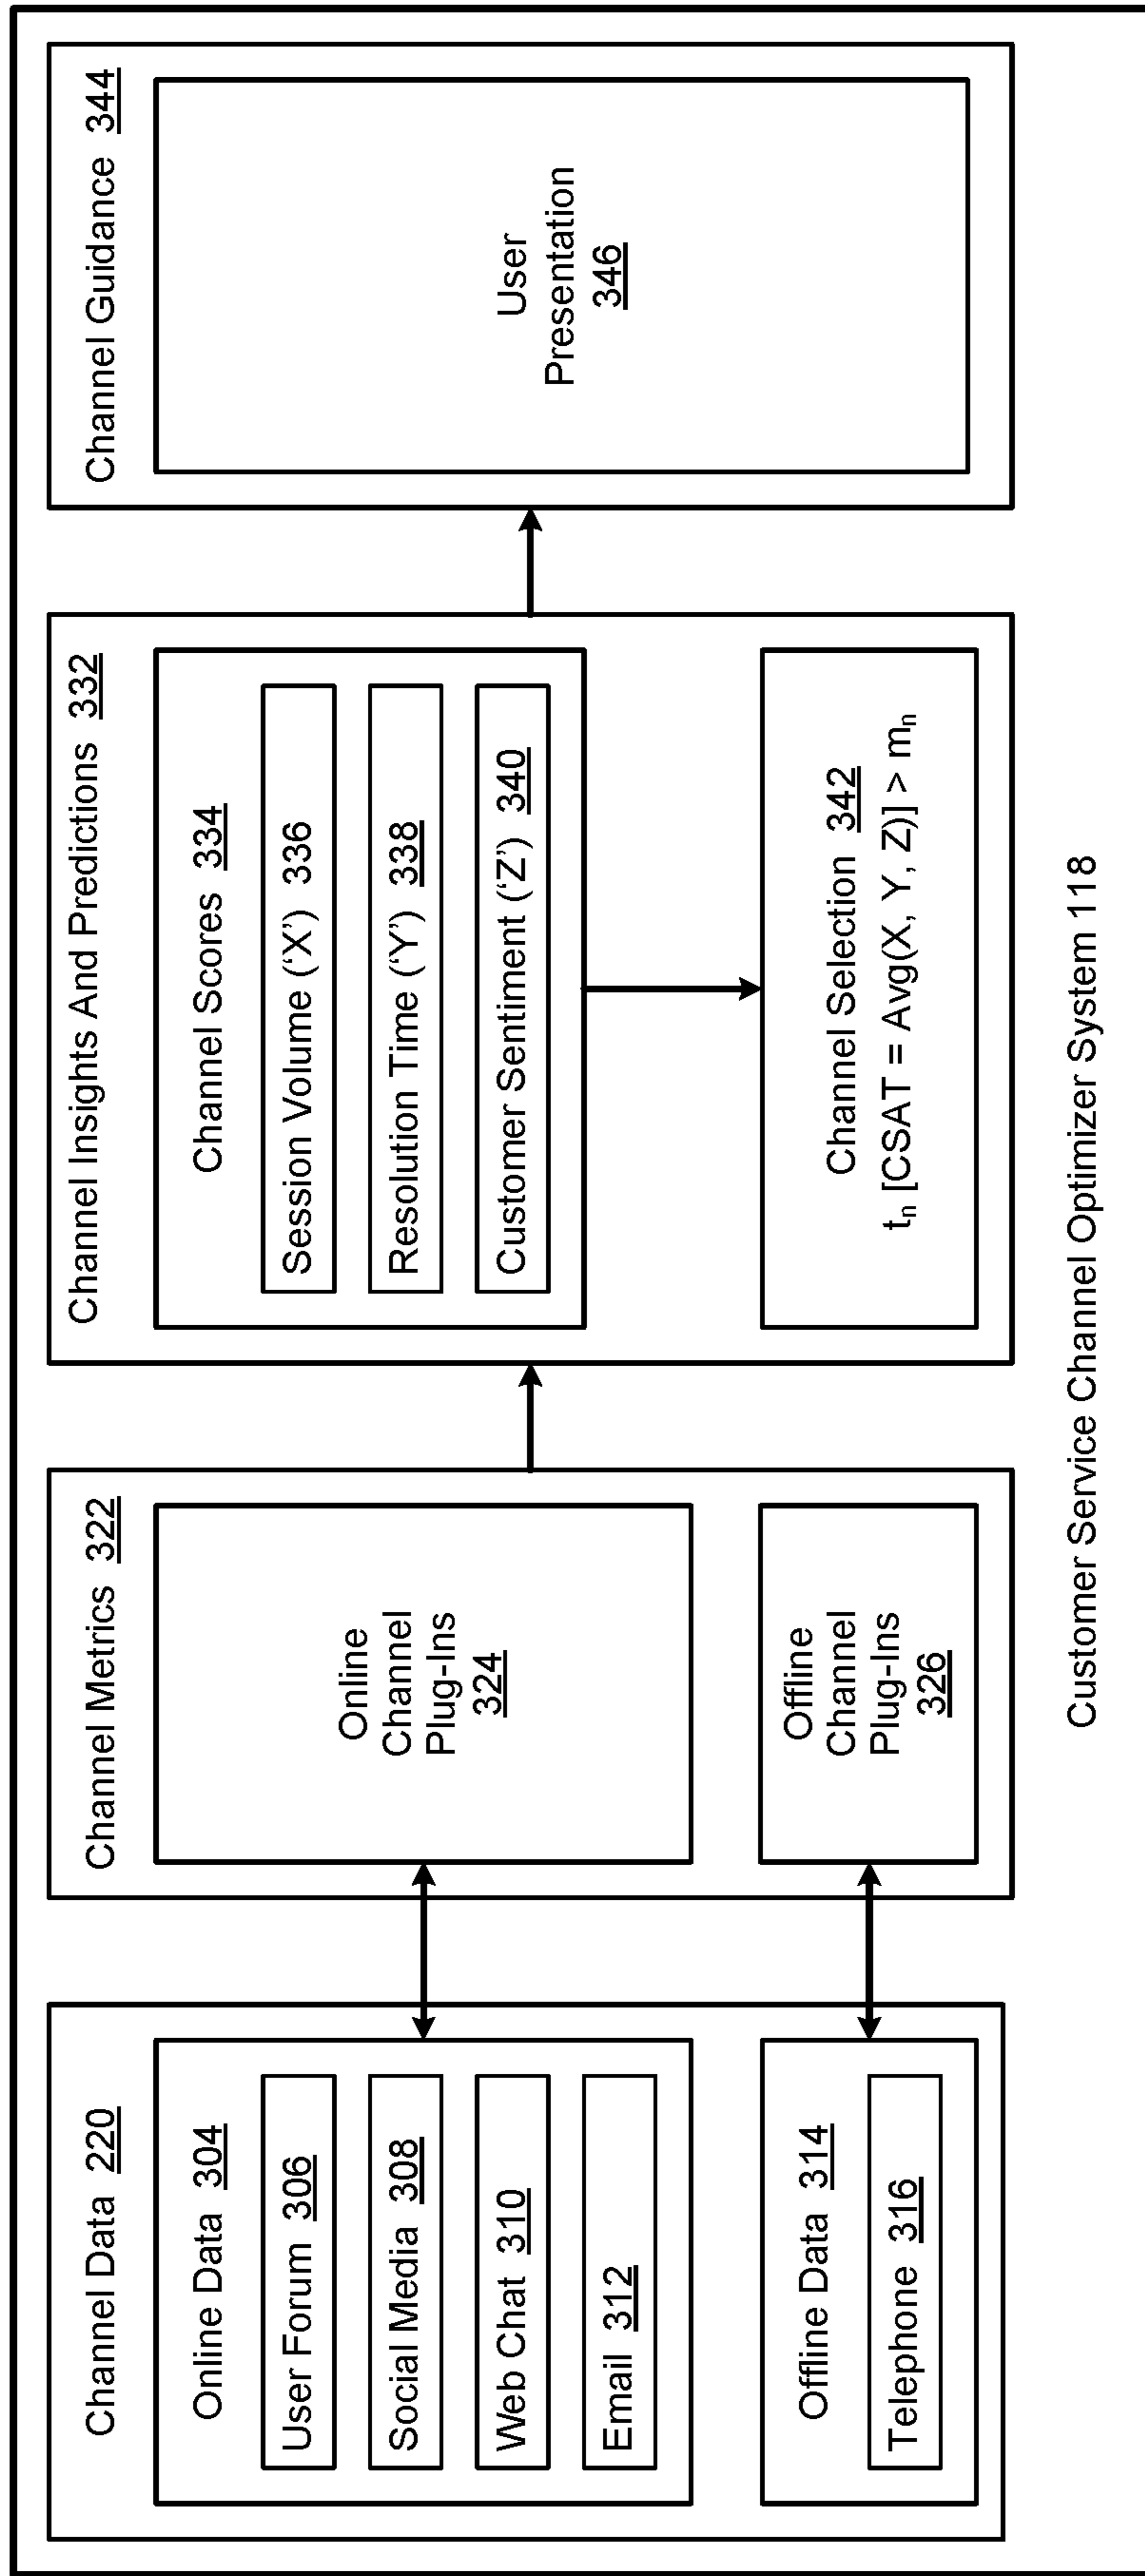 Channel Data 220
Online Data 304
User Forum 306
Social Media 308
Web Chat 310
Email 312
Offline Data 314
Telephone 316
Channel Metrics 322
Online
Channel
Plug-Ins
324
Offline
Channel
Plug-Ins
326
Channel Insights And Predictions 332
Channel Scores 334
Session Volume (‘X’) 336
Resolution Time (‘Y’) 338
Customer Sentiment (‘Z’) 340
Channel Selection 342
tₙ [CSAT = Avg(X, Y, Z)] > mₙ
Channel Guidance 344
User
Presentation
346
Customer Service Channel Optimizer System 118